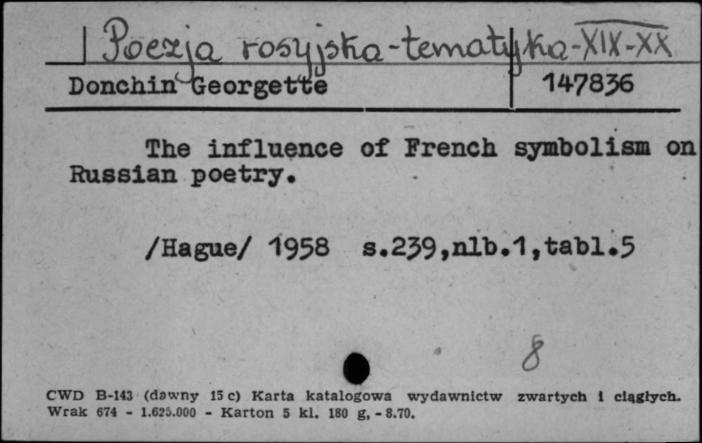 Poezja rosyjska-tematyka-XIX-XX
Donchin Georgette 147836
The influence of French symbolism on
Russian poetry.
/Hague/ 1958 s.239,nlb.1,tabl.5
8
CWD B-143 (dawny 15 c) Karta katalogowa wydawnictw zwartych i ciągłych.
Wrak 674 - 1.625.000 - Karton 5 kl. 180 g, - 8.70.